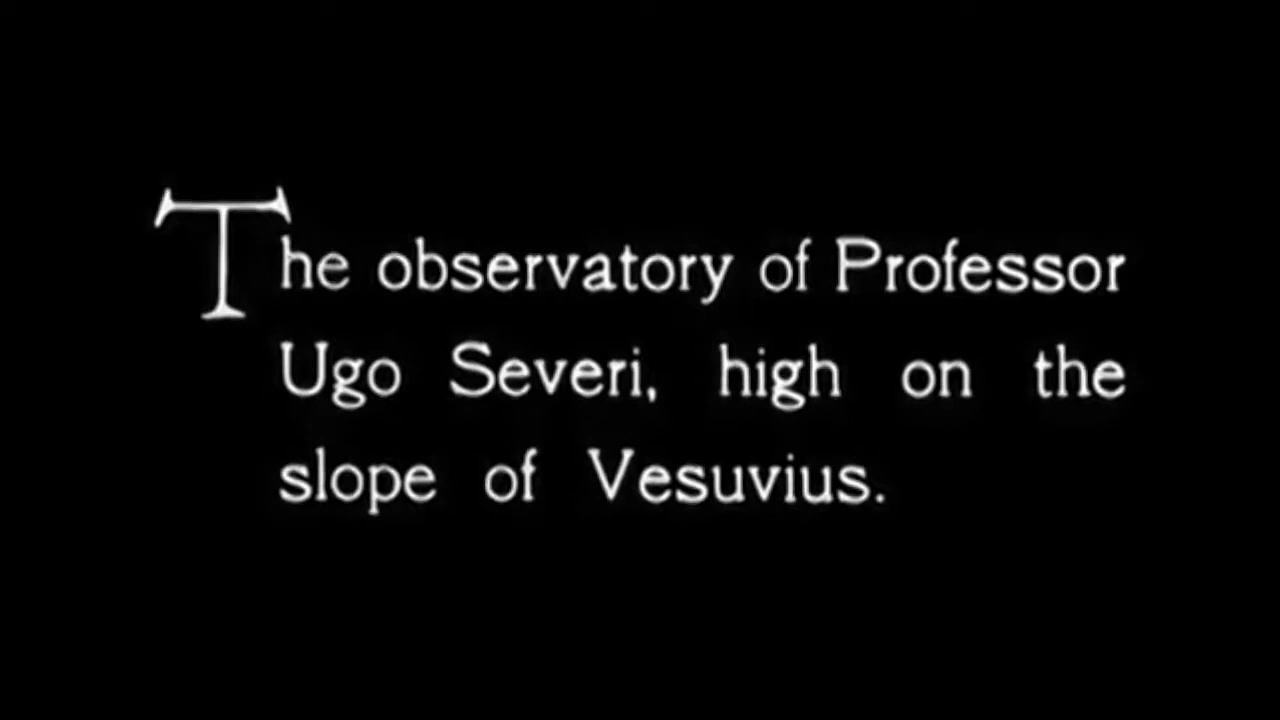 The observatory of Professor
Ugo Severi, high on the
slope of Vesuvius.